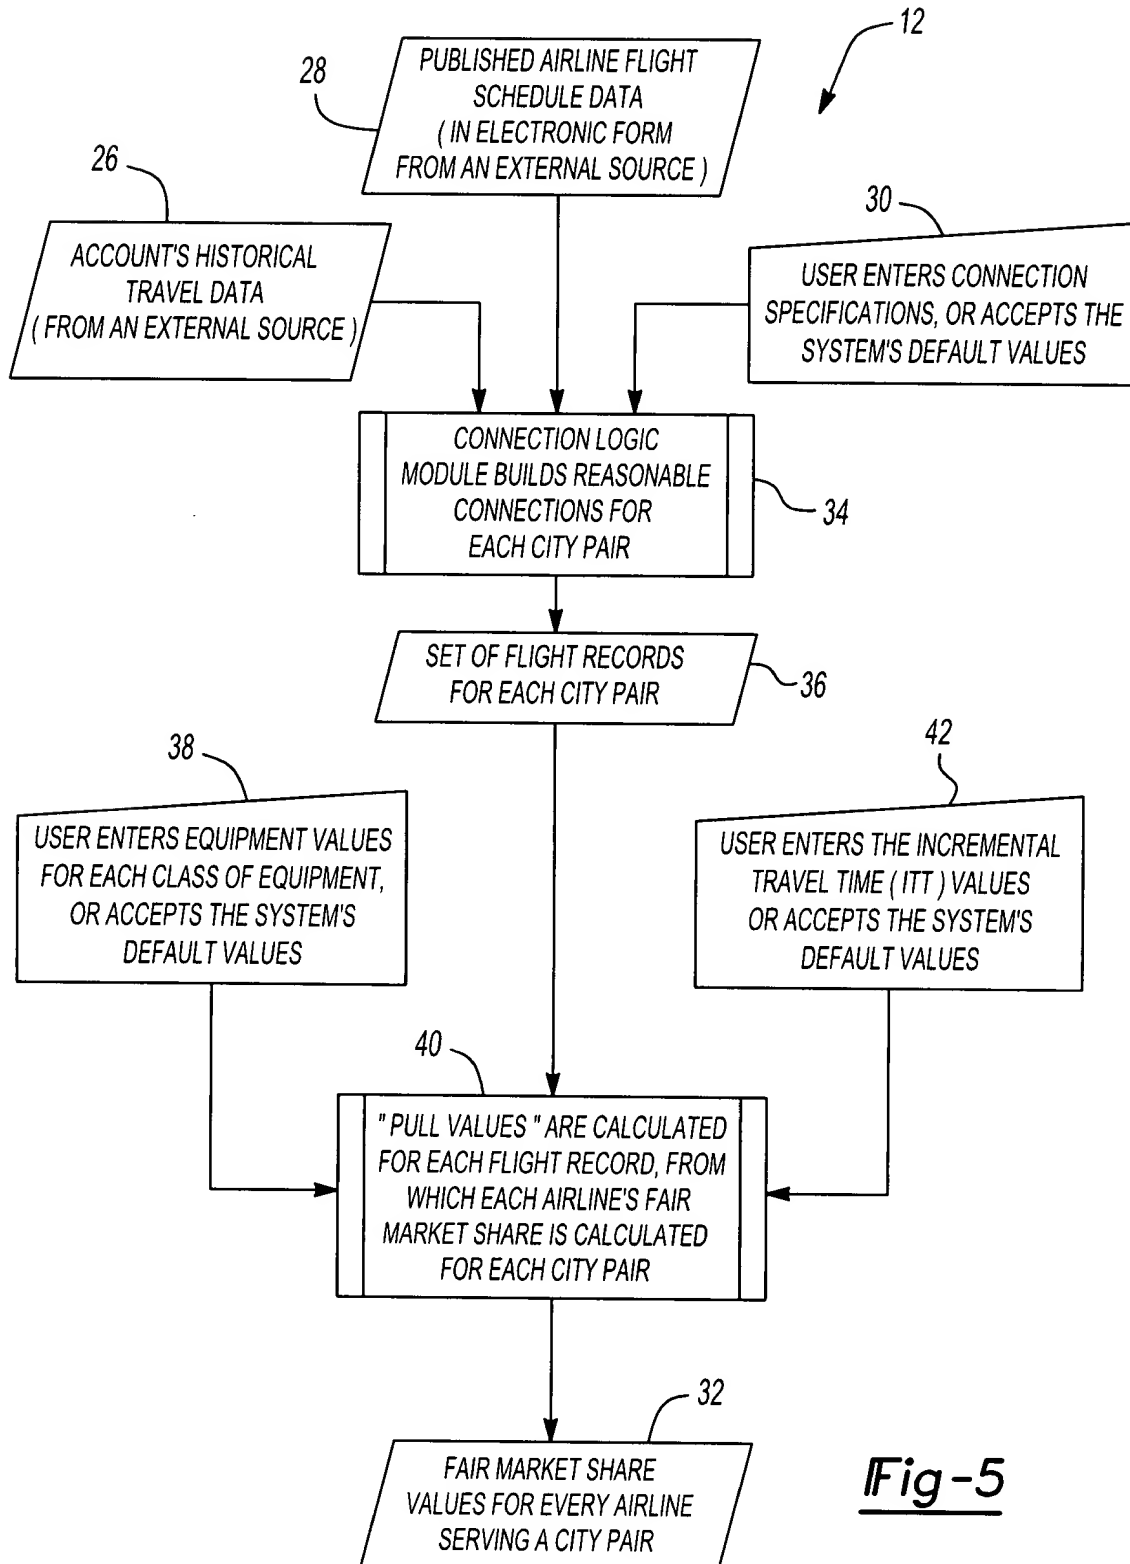 12
28
PUBLISHED AIRLINE FLIGHT
SCHEDULE DATA
( IN ELECTRONIC FORM
FROM AN EXTERNAL SOURCE )
26
ACCOUNT'S HISTORICAL
TRAVEL DATA
( FROM AN EXTERNAL SOURCE )
30
USER ENTERS CONNECTION
SPECIFICATIONS, OR ACCEPTS THE
SYSTEM'S DEFAULT VALUES
CONNECTION LOGIC
MODULE BUILDS REASONABLE
CONNECTIONS FOR
EACH CITY PAIR
34
SET OF FLIGHT RECORDS
FOR EACH CITY PAIR
36
38
USER ENTERS EQUIPMENT VALUES
FOR EACH CLASS OF EQUIPMENT,
OR ACCEPTS THE SYSTEM'S
DEFAULT VALUES
42
USER ENTERS THE INCREMENTAL
TRAVEL TIME ( ITT ) VALUES
OR ACCEPTS THE SYSTEM'S
DEFAULT VALUES
40
" PULL VALUES " ARE CALCULATED
FOR EACH FLIGHT RECORD, FROM
WHICH EACH AIRLINE'S FAIR
MARKET SHARE IS CALCULATED
FOR EACH CITY PAIR
32
FAIR MARKET SHARE
VALUES FOR EVERY AIRLINE
SERVING A CITY PAIR
Fig-5